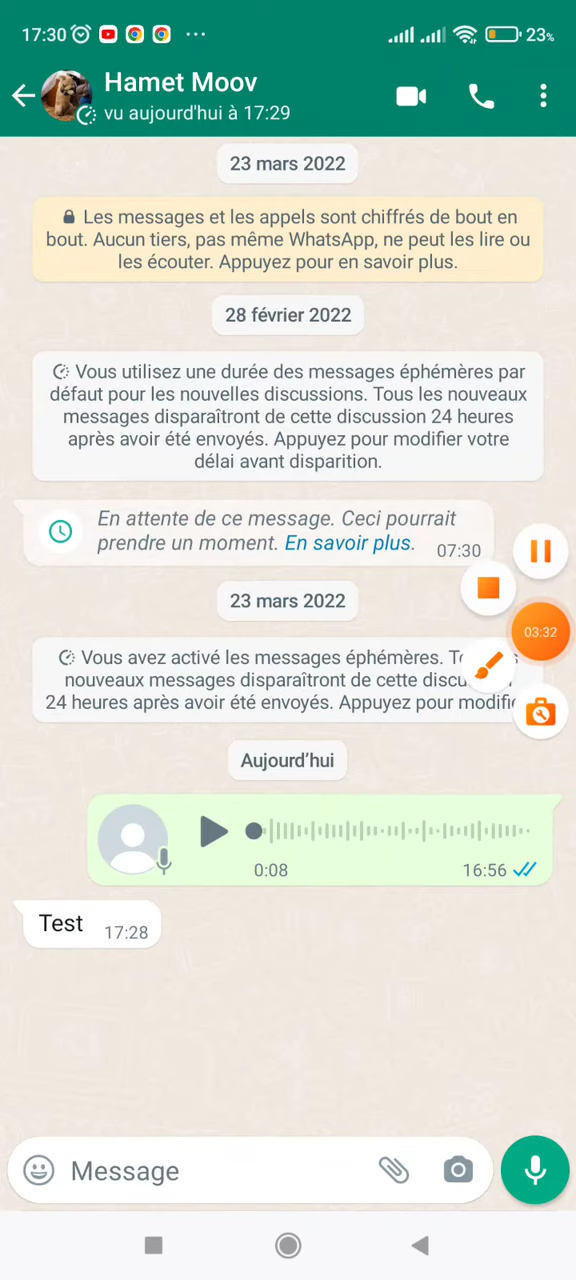 17:30 23%
Hamet Moov
vu aujourd'hui à 17:29
23 mars 2022
Les messages et les appels sont chiffrés de bout en
bout. Aucun tiers, pas même WhatsApp, ne peut les lire ou
les écouter. Appuyez pour en savoir plus.
28 février 2022
Vous utilisez une durée des messages éphémères par
défaut pour les nouvelles discussions. Tous les nouveaux
messages disparaîtront de cette discussion 24 heures
après avoir été envoyés. Appuyez pour modifier votre
délai avant disparition.
En attente de ce message. Ceci pourrait
prendre un moment. En savoir plus. 07:30
23 mars 2022
03:32
Vous avez activé les messages éphémères.
nouveaux messages disparaîtront de cette
24 heures après avoir été envoyés. Appuyez pour
Aujourd'hui
0:08 16:56
Test 17:28
Message